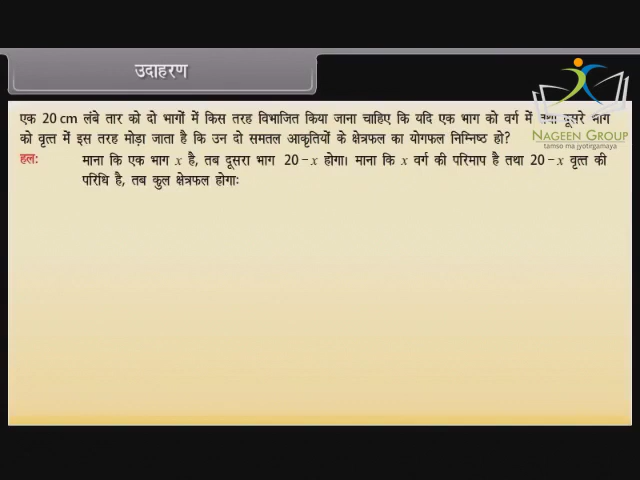 उदाहरण
एक 20 cm लंबे तार को दो भागों में किस तरह विभाजित किया जाना चाहिए कि यदि एक भाग को वर्ग में तथा दूसरे भाग
को वृत्त में इस तरह मोड़ा जाता है कि उन दो समतल आकृतियों के क्षेत्रफल का योगफल निम्निष्ठ हो?
हल: माना कि एक भाग x है, तब दूसरा भाग 20 – x होगा। माना कि x वर्ग की परिमाप है तथा 20 – x वृत्त की
परिधि है, तब कुल क्षेत्रफल होगाः
NAGEEN GROUP
tamso ma jyotirgamaya